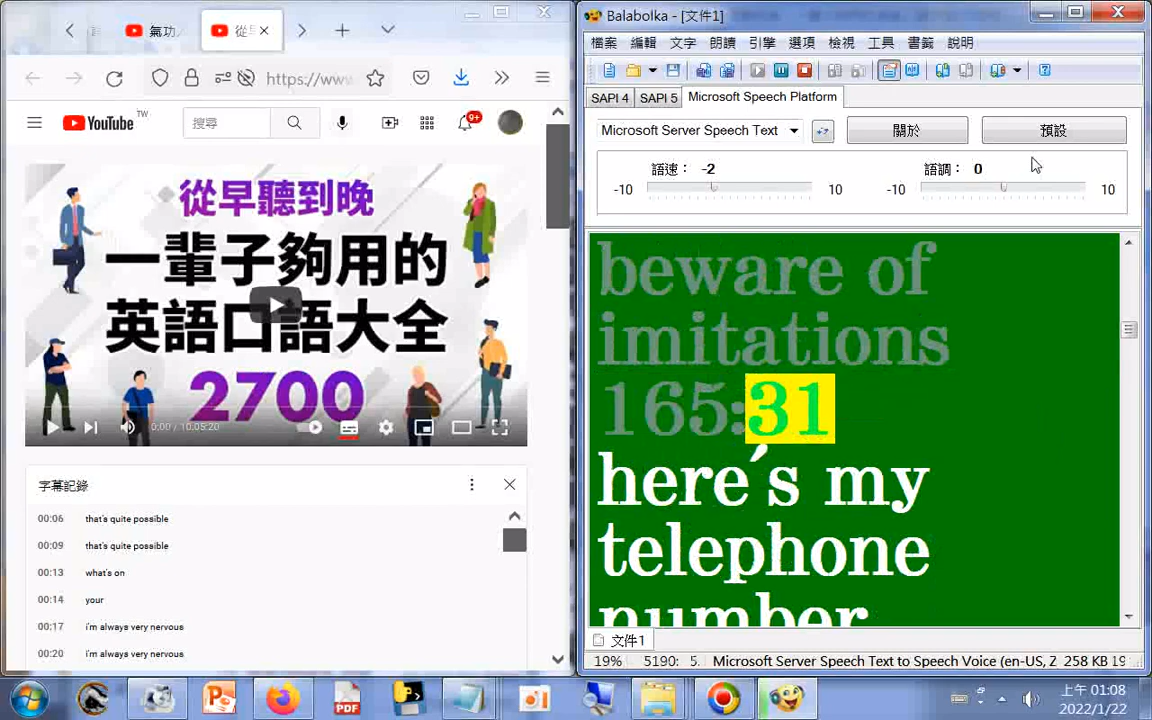 氣功
從
https://www
YouTube TW
搜尋
9+
從早聽到晚
一輩子夠用的
英語口語大全
2700
0:00 / 10:05:20
字幕記錄
00:06 that's quite possible
00:09 that's quite possible
00:13 what's on
00:14 your
00:17 i'm always very nervous
00:20 i'm always very nervous
Balabolka - [文件1]
檔案 編輯 文字 朗讀 引擎 選項 檢視 工具 書籤 說明
SAPI 4 SAPI 5 Microsoft Speech Platform
Microsoft Server Speech Text
關於
預設
語速： -2
語調： 0
-10 10
-10 10
beware of
imitations
165:31
here's my
telephone
number
文件1
19% 5190: 5. Microsoft Server Speech Text to Speech Voice (en-US, Z 258 KB 19
PDF
上午 01:08
2022/1/22